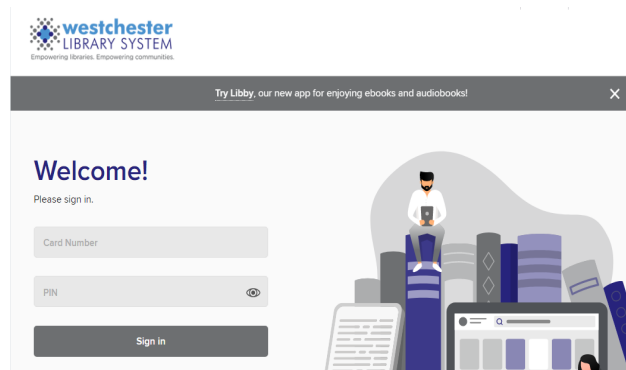 westchester
LIBRARY SYSTEM
Empowering libraries. Empowering communities.
Try Libby, our new app for enjoying ebooks and audiobooks!
Welcome!
Please sign in.
Card Number
PIN
Sign in